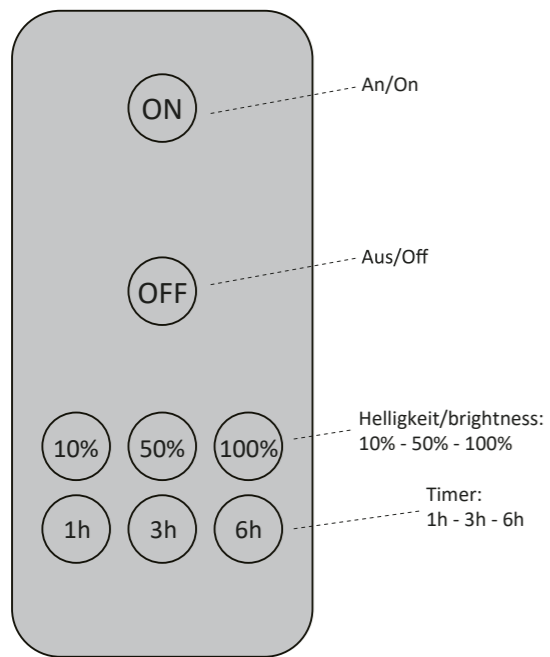 ON
An/On
OFF
Aus/Off
10% 50% 100%
Helligkeit/brightness:
10% - 50% - 100%
1h 3h 6h
Timer:
1h - 3h - 6h